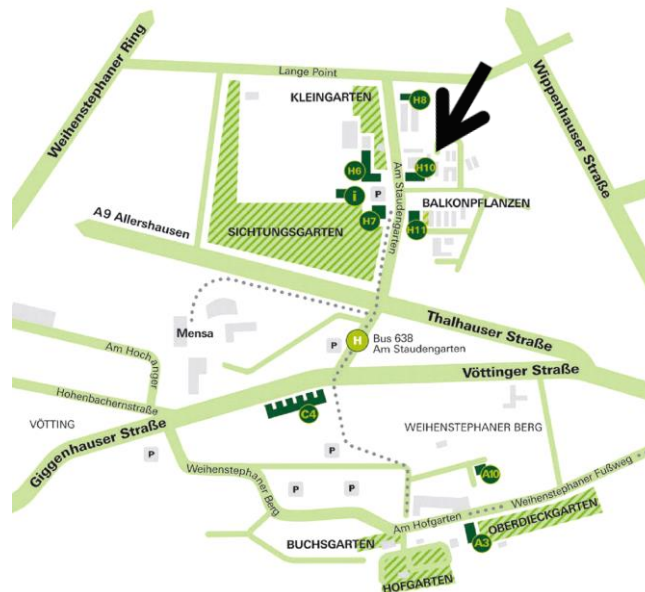 Weihenstephaner Ring
Lange Point
Wippenhauser Straße
KLEINGARTEN
H8
H6
H10
i
P
Am Staudengarten
BALKONPFLANZEN
A9 Allershausen
SICHTUNGSGARTEN
H7
H11
Thalhauser Straße
Mensa
H
Bus 638
Am Staudengarten
P
Am Hochanger
Vöttinger Straße
Hohenbachernstraße
VÖTTING
C4
WEIHENSTEPHANER BERG
Giggenhauser Straße
P
P
Weihenstephaner
Berg
P
P
A10
Weihenstephaner Fußweg
Am Hofgarten
OBERDIECKGARTEN
BUCHSGARTEN
A3
HOFGARTEN